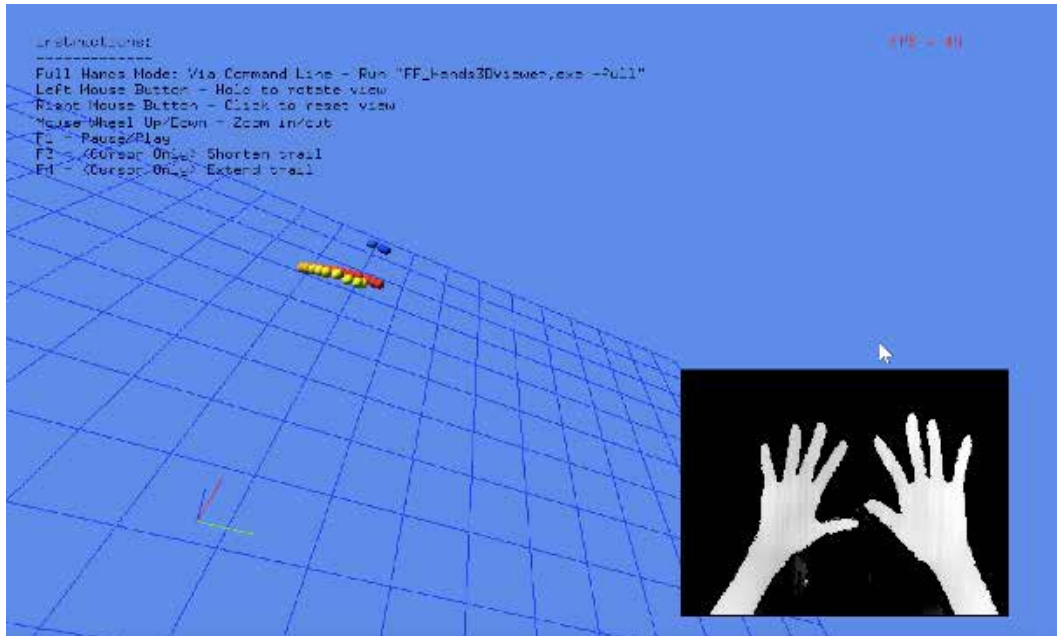 Instructions:
-------------
Full Hands Mode: Via Command Line - Run "FF_Hands3DViewer.exe -full"
Left Mouse Button - Hold to rotate view
Right Mouse Button - Click to reset view
Mouse Wheel Up/Down - Zoom in/out
F1 - Pause/Play
F3 - <Cursor Only> Shorten trail
F4 - <Cursor Only> Extend trail
FPS -